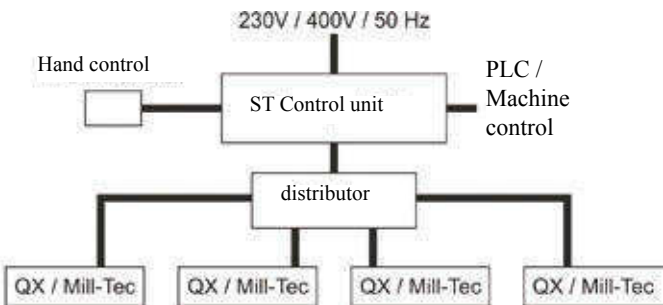 230V / 400V / 50 Hz
Hand control
PLC /
Machine
control
ST Control unit
distributor
QX / Mill-Tec
QX / Mill-Tec
QX / Mill-Tec
QX / Mill-Tec